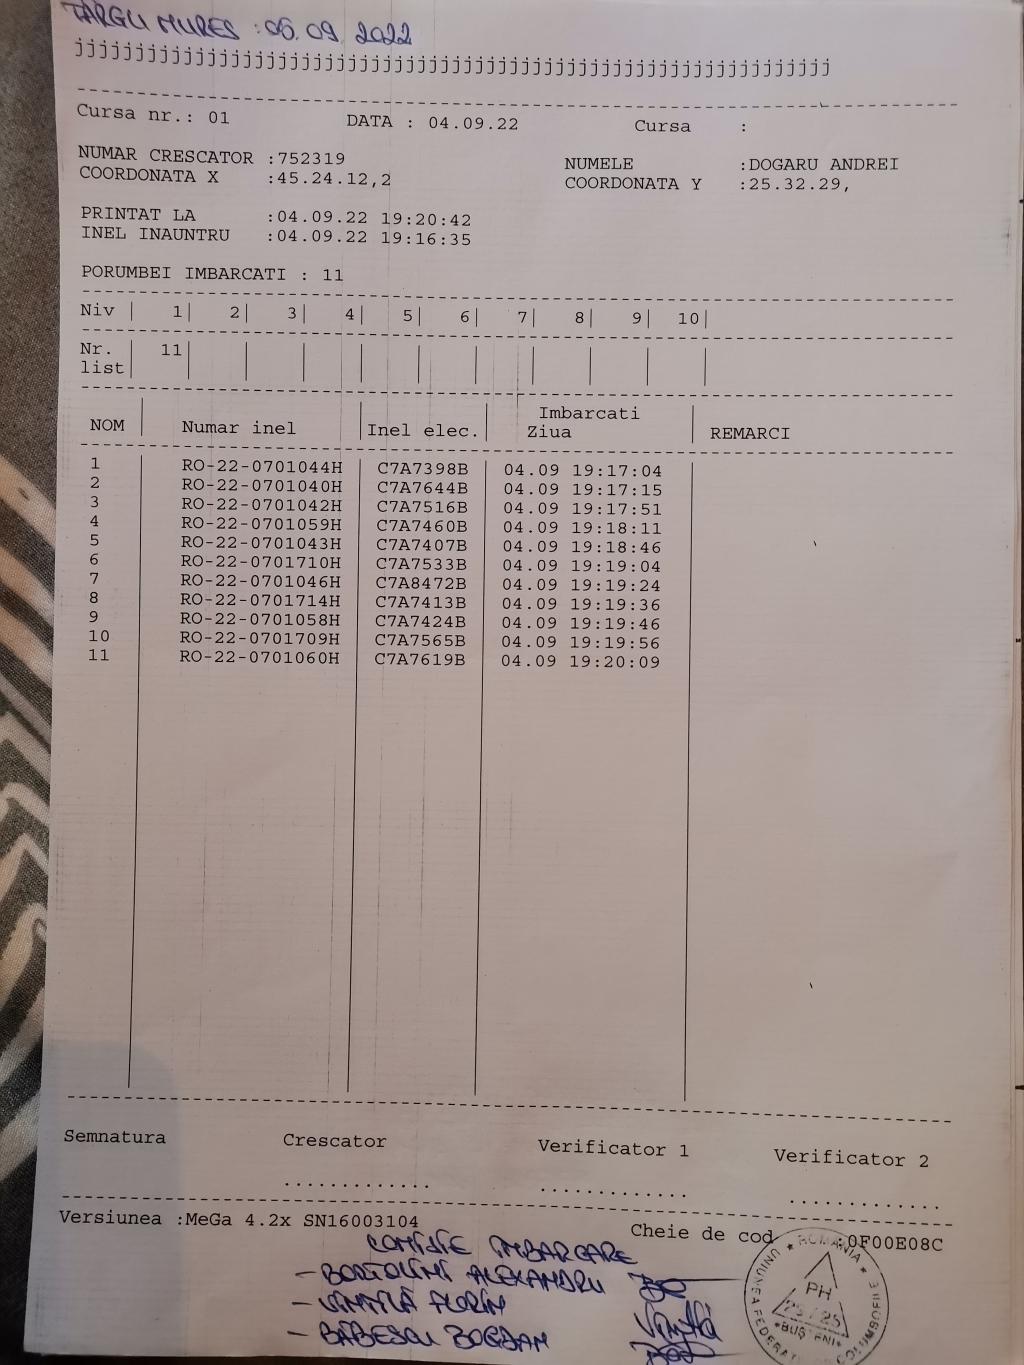 TARGU MURES : 06.09.2022
jjjjjjjjjjjjjjjjjjjjjjjjjjjjjjjjjjjjjjjjjjjjjjjjjjjjjjjjjjjjjjjjj
Cursa nr.: 01 DATA : 04.09.22 Cursa :
NUMAR CRESCATOR :752319 NUMELE :DOGARU ANDREI
COORDONATA X :45.24.12,2 COORDONATA Y :25.32.29,
PRINTAT LA :04.09.22 19:20:42
INEL INAUNTRU :04.09.22 19:16:35
PORUMBEI IMBARCATI : 11
Niv | 1| 2| 3| 4| 5| 6| 7| 8| 9| 10|
Nr. list | 11| | | | | | | | | |
NOM | Numar inel | Inel elec. | Imbarcati Ziua | REMARCI
1 RO-22-0701044H C7A7398B 04.09 19:17:04
2 RO-22-0701040H C7A7644B 04.09 19:17:15
3 RO-22-0701042H C7A7516B 04.09 19:17:51
4 RO-22-0701059H C7A7460B 04.09 19:18:11
5 RO-22-0701043H C7A7407B 04.09 19:18:46
6 RO-22-0701710H C7A7533B 04.09 19:19:04
7 RO-22-0701046H C7A8472B 04.09 19:19:24
8 RO-22-0701714H C7A7413B 04.09 19:19:36
9 RO-22-0701058H C7A7424B 04.09 19:19:46
10 RO-22-0701709H C7A7565B 04.09 19:19:56
11 RO-22-0701060H C7A7619B 04.09 19:20:09
Semnatura Crescator Verificator 1 Verificator 2
............. ............. .............
Versiunea :MeGa 4.2x SN16003104 Cheie de cod :0F00E08C
COMISIE IMBARCARE
- BORTOLINI ALEXANDRU
- VINTILĂ FLORIN
- BĂBESCU BOGDAN
ROMANIA
UNIUNEA FEDERAT COLUMBOFILE
PH
25/25
BUȘTENI